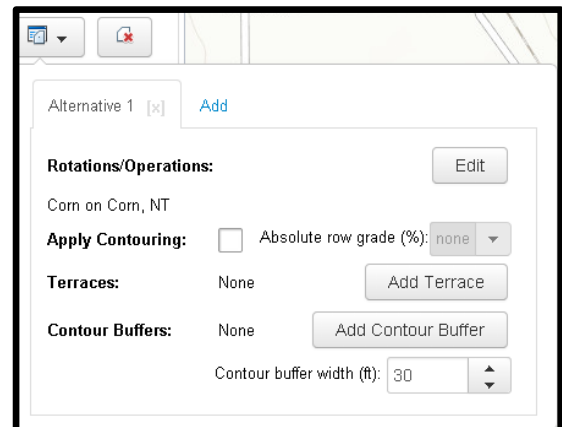 Alternative 1 [x] Add
Rotations/Operations: Edit
Corn on Corn, NT
Apply Contouring: Absolute row grade (%): none
Terraces: None Add Terrace
Contour Buffers: None Add Contour Buffer
Contour buffer width (ft): 30